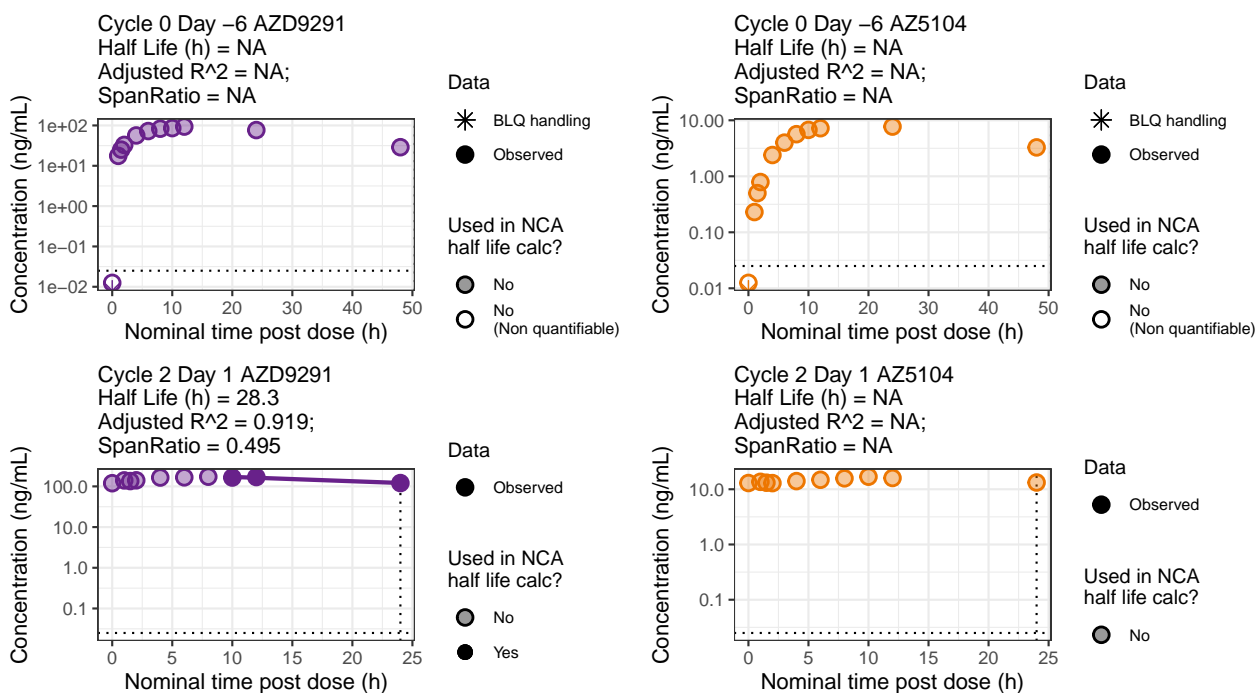 Cycle 0 Day −6 AZD9291
Half Life (h) = NA
Adjusted R^2 = NA;
SpanRatio = NA
Concentration (ng/mL)
1e+02
1e+01
1e+00
1e−01
1e−02
0 10 20 30 40 50
Nominal time post dose (h)
Data
BLQ handling
Observed
Used in NCA
half life calc?
No
No
(Non quantifiable)
Cycle 0 Day −6 AZ5104
Half Life (h) = NA
Adjusted R^2 = NA;
SpanRatio = NA
Concentration (ng/mL)
10.00
1.00
0.10
0.01
0 10 20 30 40 50
Nominal time post dose (h)
Data
BLQ handling
Observed
Used in NCA
half life calc?
No
No
(Non quantifiable)
Cycle 2 Day 1 AZD9291
Half Life (h) = 28.3
Adjusted R^2 = 0.919;
SpanRatio = 0.495
Concentration (ng/mL)
100.0
10.0
1.0
0.1
0 5 10 15 20 25
Nominal time post dose (h)
Data
Observed
Used in NCA
half life calc?
No
Yes
Cycle 2 Day 1 AZ5104
Half Life (h) = NA
Adjusted R^2 = NA;
SpanRatio = NA
Concentration (ng/mL)
10.0
1.0
0.1
0 5 10 15 20 25
Nominal time post dose (h)
Data
Observed
Used in NCA
half life calc?
No